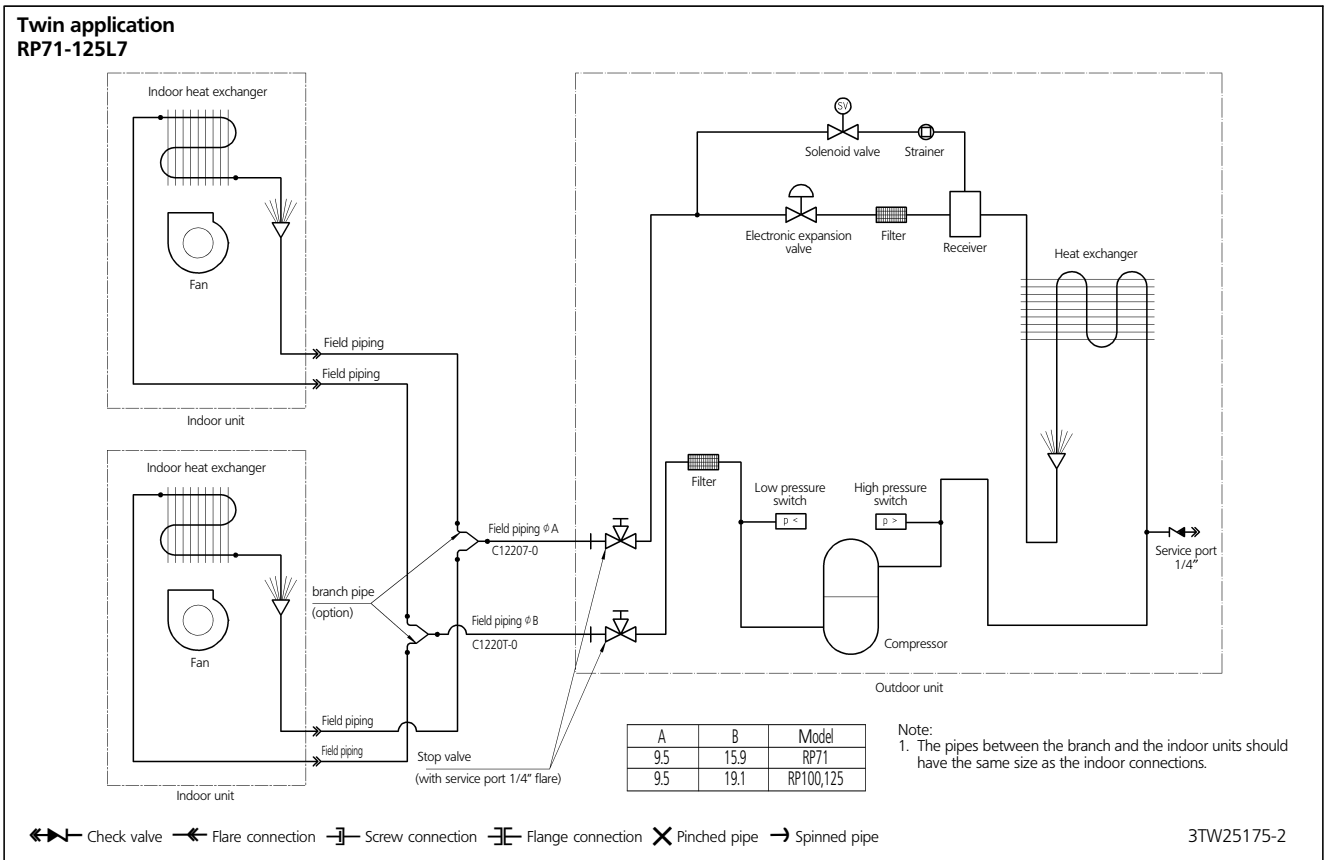 Twin application
RP71-125L7
Indoor heat exchanger
Fan
Indoor unit
Field piping
Field piping
Indoor heat exchanger
Fan
Indoor unit
Field piping
Field piping
branch pipe
(option)
Field piping φA
C12207-0
Field piping φB
C1220T-0
Stop valve
(with service port 1/4" flare)
SV
Solenoid valve
Strainer
Electronic expansion
valve
Filter
Receiver
Heat exchanger
Filter
Low pressure
switch
p <
High pressure
switch
p >
Compressor
Service port
1/4"
Outdoor unit
A B Model
9.5 15.9 RP71
9.5 19.1 RP100,125
Note:
1. The pipes between the branch and the indoor units should
have the same size as the indoor connections.
Check valve Flare connection Screw connection Flange connection Pinched pipe Spinned pipe
3TW25175-2